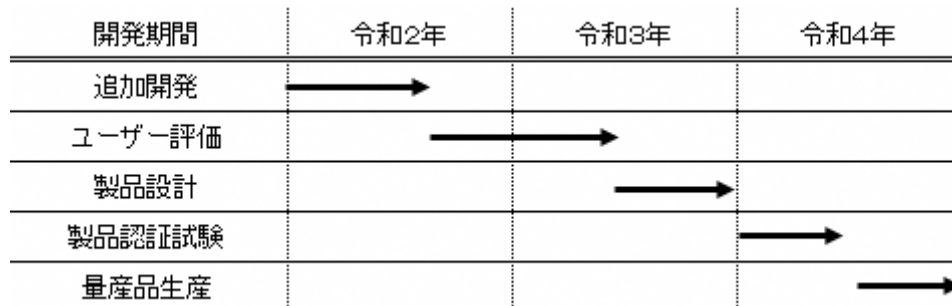 開発期間 令和2年 令和3年 令和4年
追加開発
ユーザー評価
製品設計
製品認証試験
量産品生産